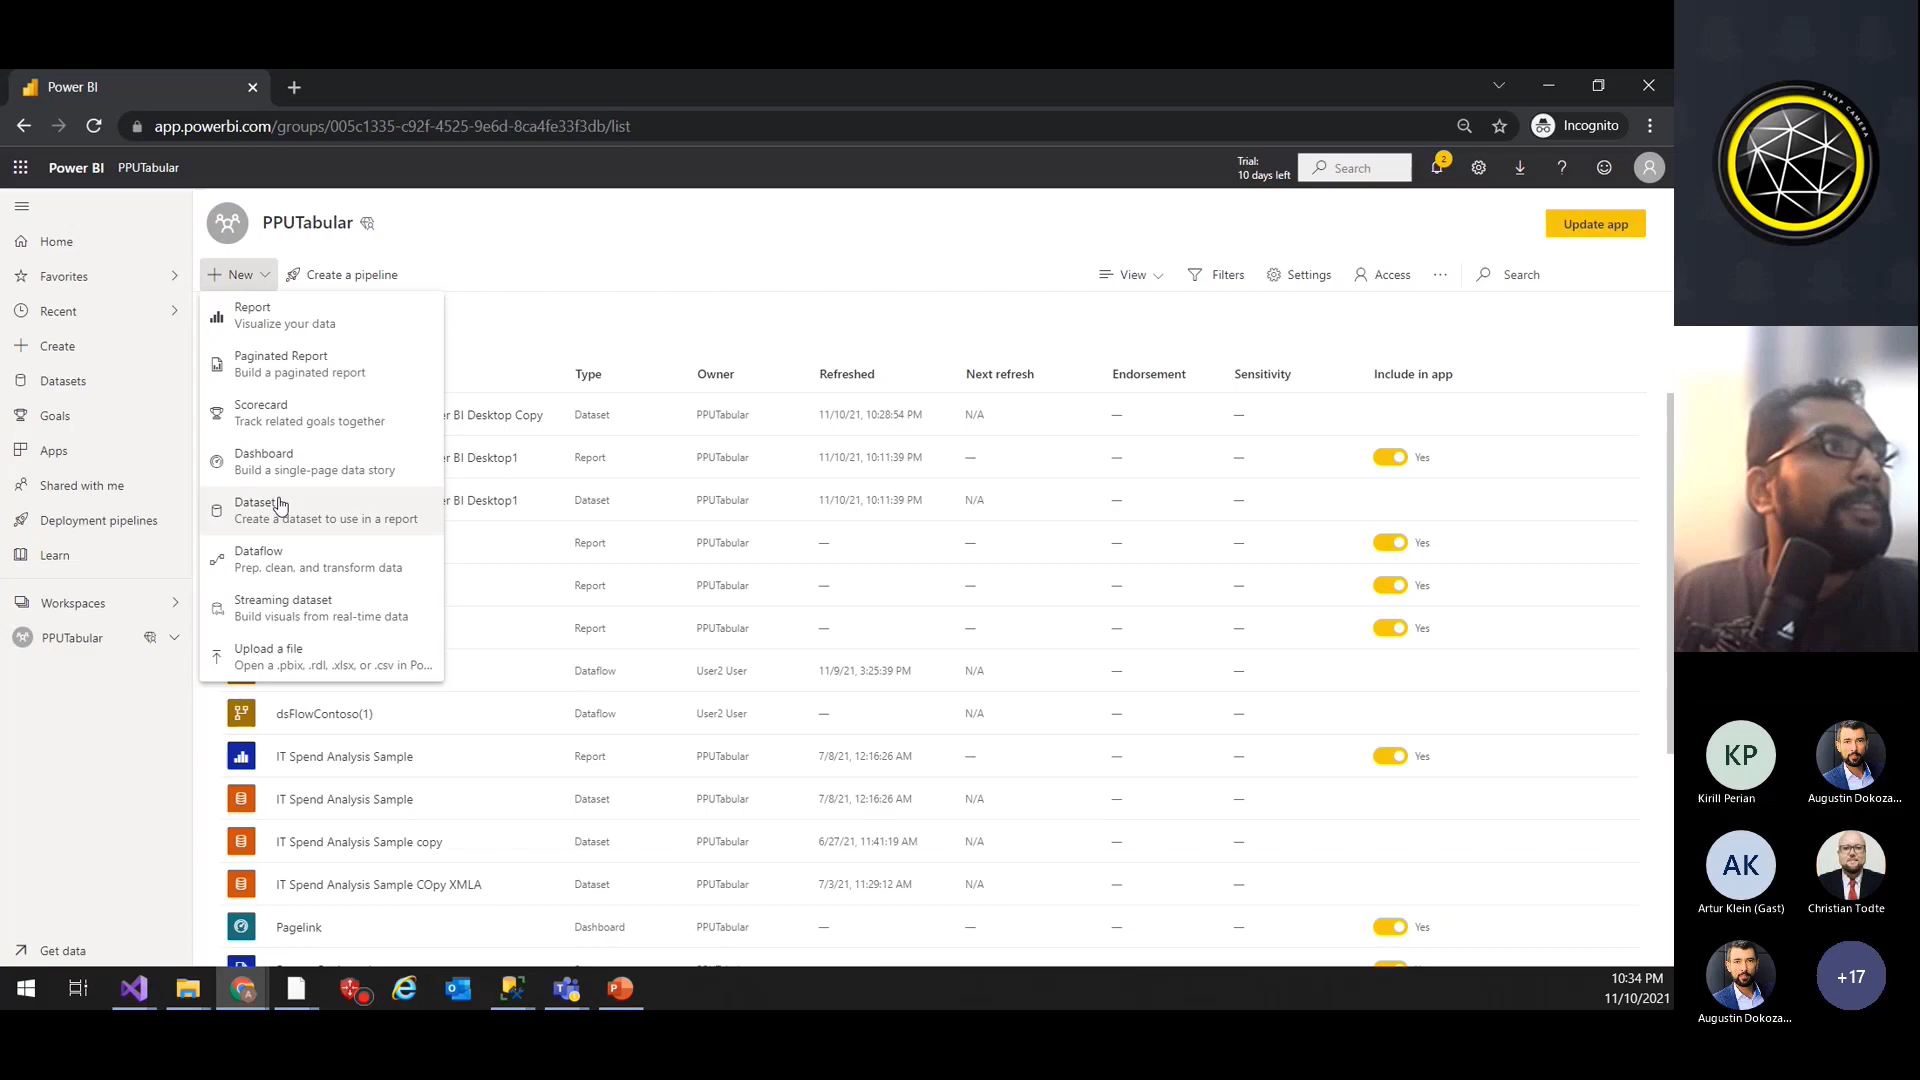 Power BI
app.powerbi.com/groups/005c1335-c92f-4525-9e6d-8ca4fe33f3db/list
Incognito
Power BI PPUTabular
Trial:
10 days left
Search
2
SNAP CAMERA
Home
Favorites
Recent
Create
Datasets
Goals
Apps
Shared with me
Deployment pipelines
Learn
Workspaces
PPUTabular
Get data
PPUTabular
Update app
New
Create a pipeline
View
Filters
Settings
Access
Search
Report
Visualize your data
Paginated Report
Build a paginated report
Scorecard
Track related goals together
Dashboard
Build a single-page data story
Dataset
Create a dataset to use in a report
Dataflow
Prep, clean, and transform data
Streaming dataset
Build visuals from real-time data
Upload a file
Open a .pbix, .rdl, .xlsx, or .csv in Po...
Type Owner Refreshed Next refresh Endorsement Sensitivity Include in app
er BI Desktop Copy Dataset PPUTabular 11/10/21, 10:28:54 PM N/A — —
er BI Desktop1 Report PPUTabular 11/10/21, 10:11:39 PM — — — Yes
er BI Desktop1 Dataset PPUTabular 11/10/21, 10:11:39 PM N/A — —
Report PPUTabular — — — — Yes
Report PPUTabular — — — — Yes
Report PPUTabular — — — — Yes
Dataflow User2 User 11/9/21, 3:25:39 PM N/A — —
dsFlowContoso(1) Dataflow User2 User — N/A — —
IT Spend Analysis Sample Report PPUTabular 7/8/21, 12:16:26 AM — — — Yes
IT Spend Analysis Sample Dataset PPUTabular 7/8/21, 12:16:26 AM N/A — —
IT Spend Analysis Sample copy Dataset PPUTabular 6/27/21, 11:41:19 AM N/A — —
IT Spend Analysis Sample COpy XMLA Dataset PPUTabular 7/3/21, 11:29:12 AM N/A — —
Pagelink Dashboard PPUTabular — — — — Yes
10:34 PM
11/10/2021
KP
Kirill Perian
Augustin Dokoza...
AK
Artur Klein (Gast)
Christian Todte
Augustin Dokoza...
+17